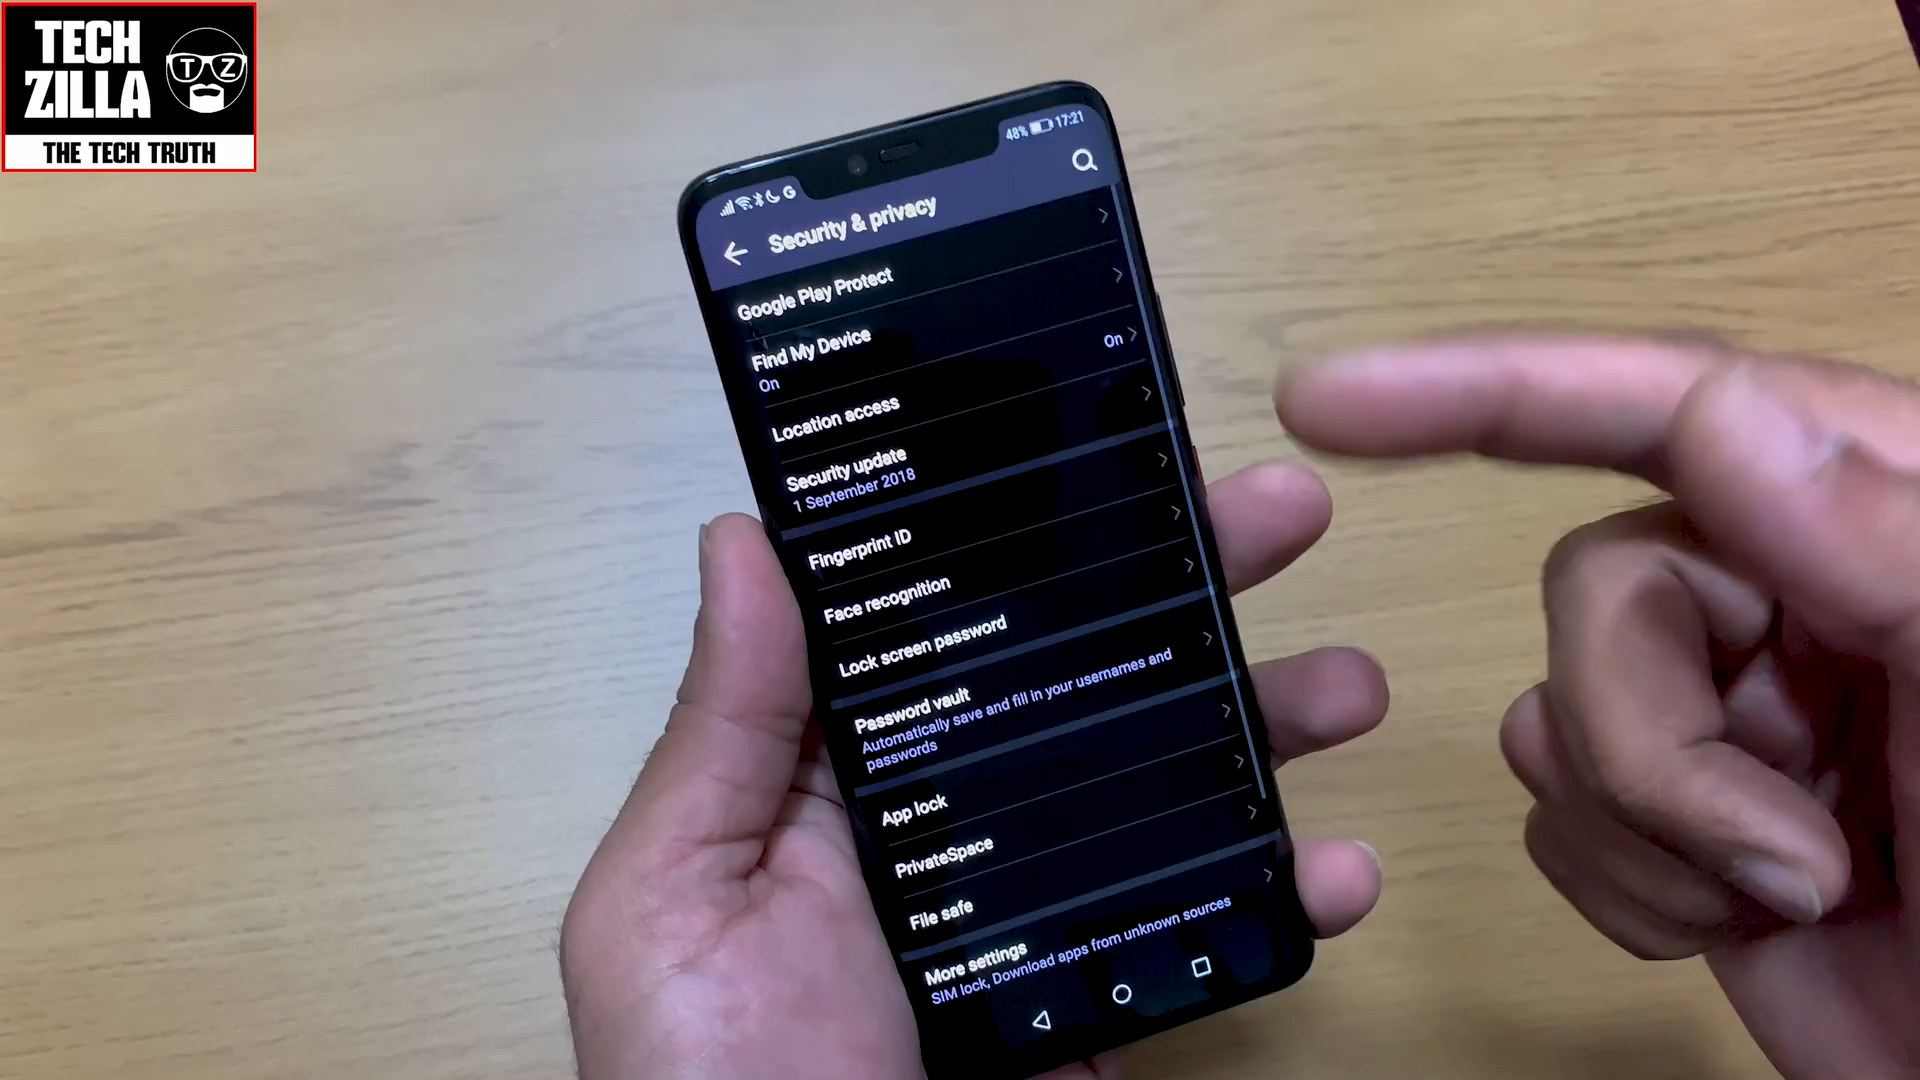 TECH
ZILLA
T Z
THE TECH TRUTH
48% 17:21
G
Security & privacy
Google Play Protect
Find My Device
On
Location access On
Security update
1 September 2018
Fingerprint ID
Face recognition
Lock screen password
Password vault
Automatically save and fill in your usernames and
passwords
App lock
PrivateSpace
File safe
More settings
SIM lock, Download apps from unknown sources